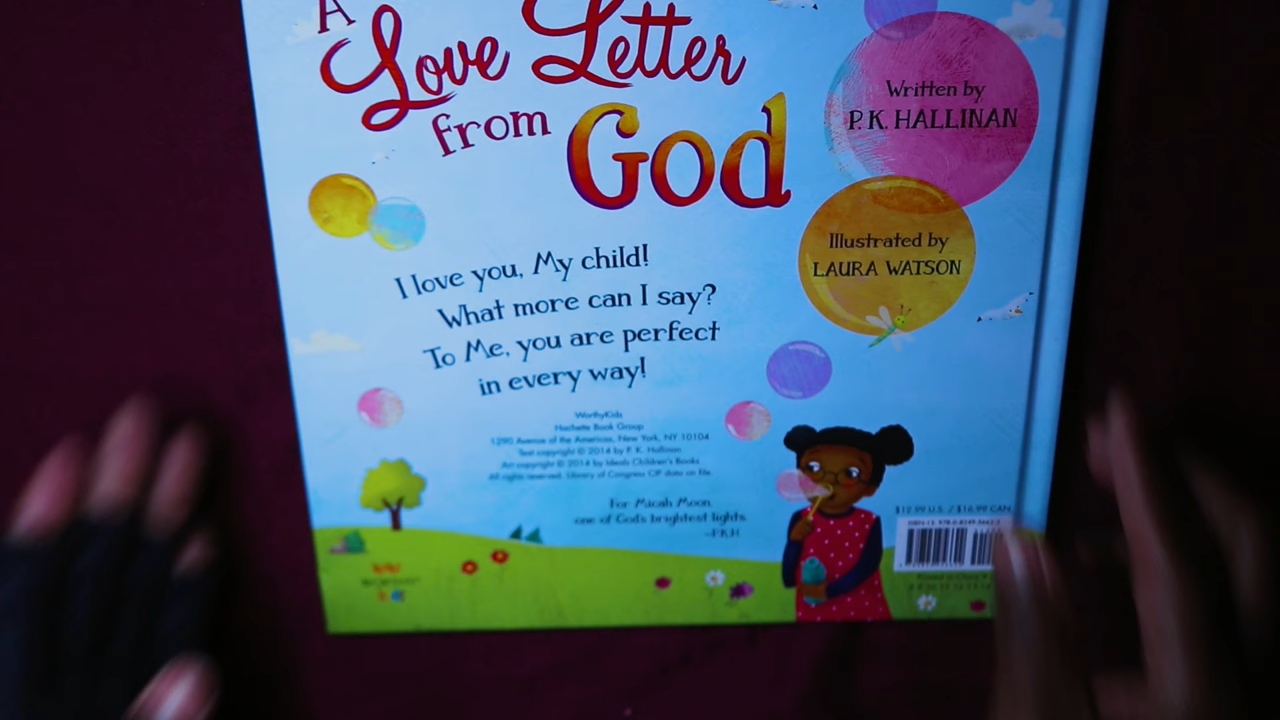 A
Love Letter
from God
Written by
P. K. HALLINAN
Illustrated by
LAURA WATSON
I love you, My child!
What more can I say?
To Me, you are perfect
in every way!
WorthyKids
Hachette Book Group
1290 Avenue of the Americas, New York, NY 10104
Text copyright © 2014 by P. K. Hallinan
Art copyright © 2014 by Ideals Children's Books
All rights reserved. Library of Congress CIP data on file
For Micah Moon,
one of God's brightest lights
—PKH
$12.99 U.S. / $16.99 CAN.